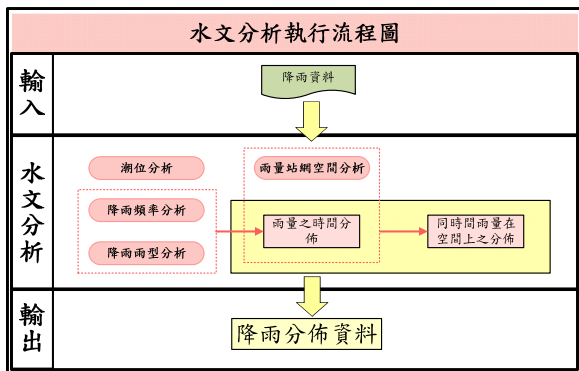 水文分析執行流程圖
輸入
降雨資料
水文分析
潮位分析
雨量站網空間分析
降雨頻率分析
雨量之時間分
佈
同時間雨量在
空間上之分佈
降雨雨型分析
輸出
降雨分佈資料